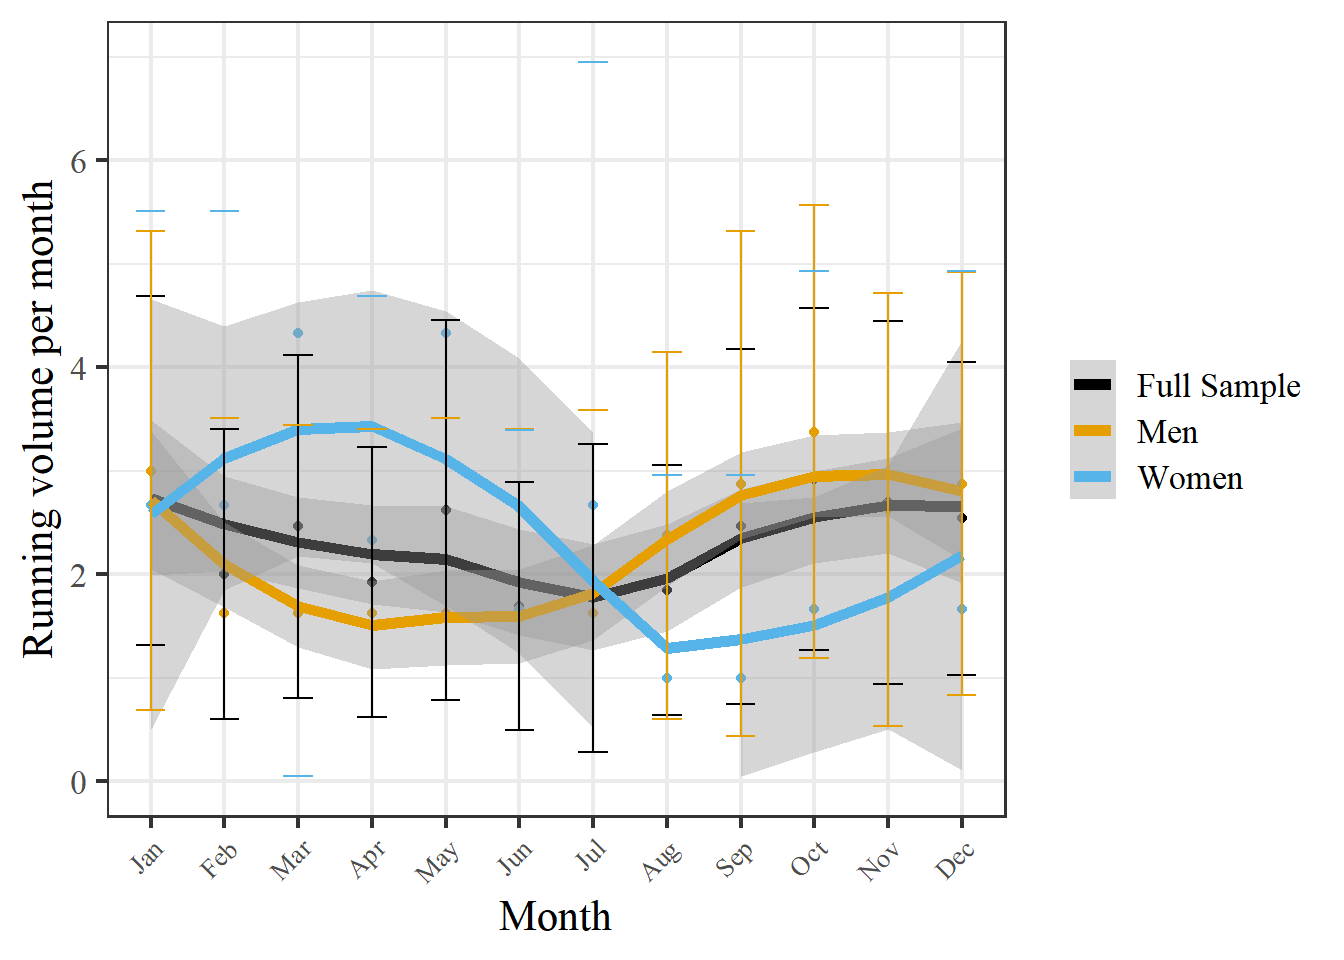 Running volume per month
6
4
2
0
Jan
Feb
Mar
Apr
May
Jun
Jul
Aug
Sep
Oct
Nov
Dec
Month
Full Sample
Men
Women